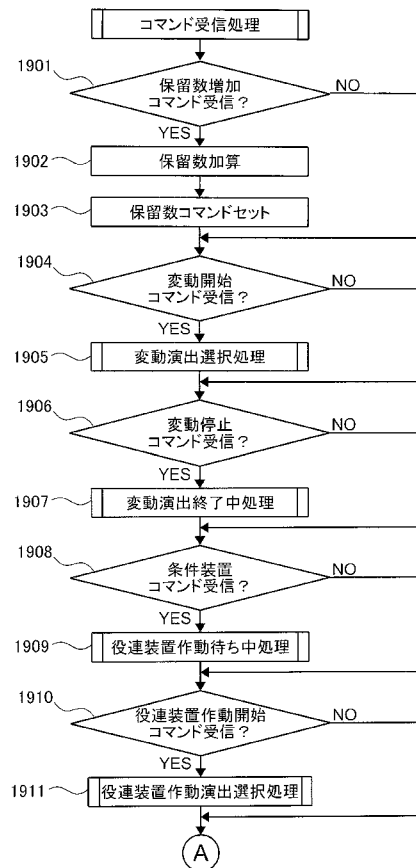 コマンド受信処理
1901
保留数増加
コマンド受信？
NO
YES
1902
保留数加算
1903
保留数コマンドセット
1904
変動開始
コマンド受信？
NO
YES
1905
変動演出選択処理
1906
変動停止
コマンド受信？
NO
YES
1907
変動演出終了中処理
1908
条件装置
コマンド受信？
NO
YES
1909
役連装置作動待ち中処理
1910
役連装置作動開始
コマンド受信？
NO
YES
1911
役連装置作動演出選択処理
A